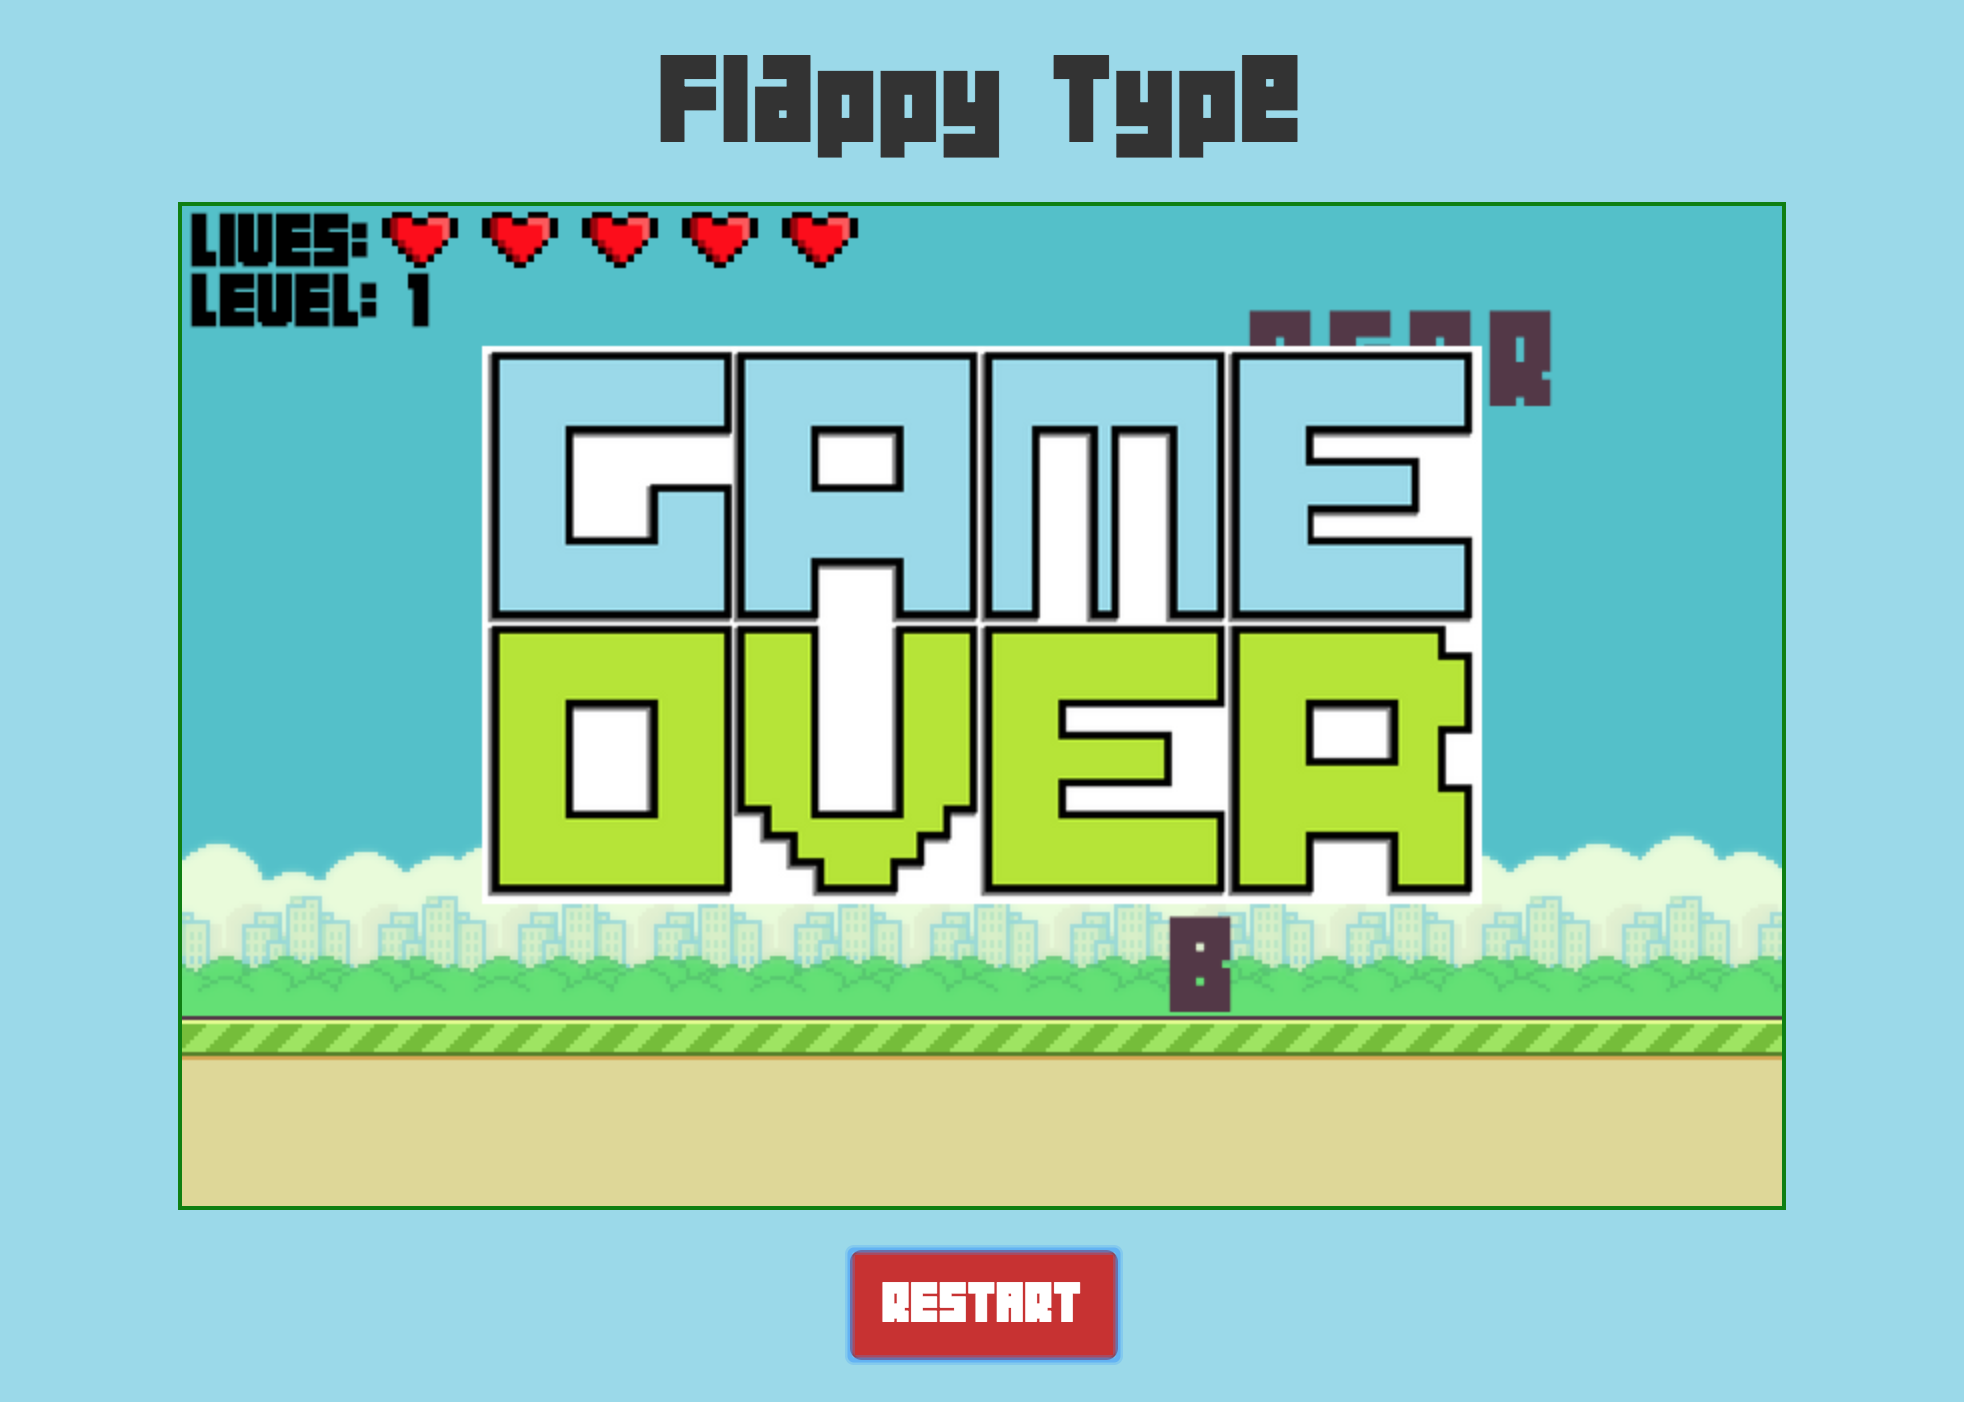 Flappy Type
LIVES:
LEVEL: 1
R
GAME
OVER
B
RESTART